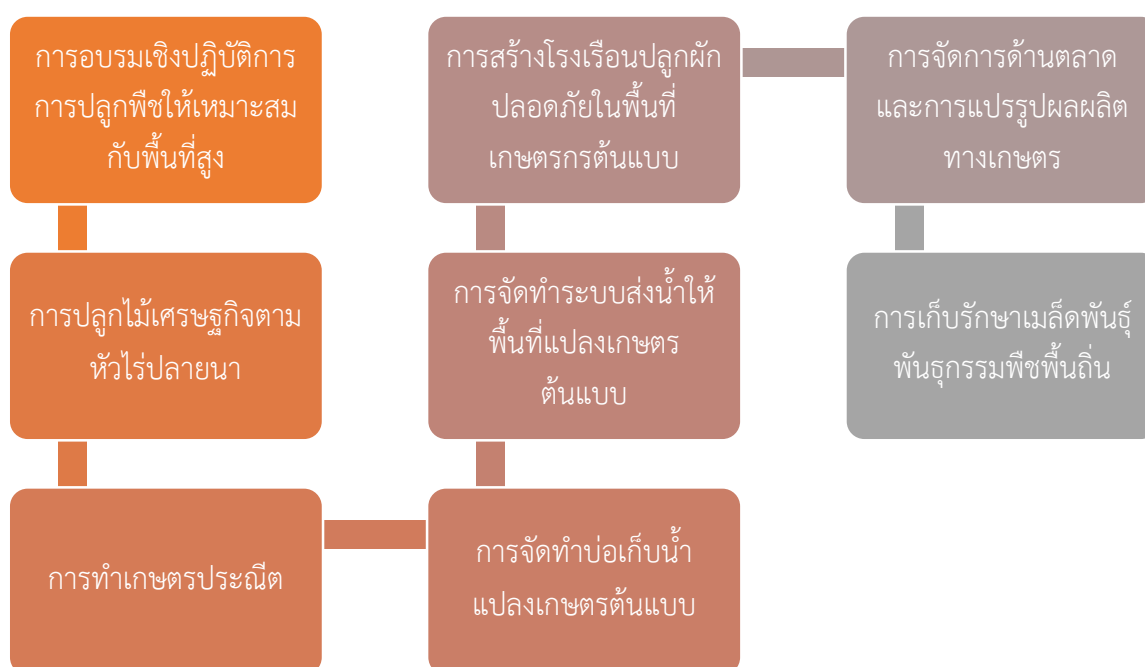 การอบรมเชิงปฏิบัติการ
การปลูกพืชให้เหมาะสม
กับพื้นที่สูง
การปลูกไม้เศรษฐกิจตาม
หัวไร่ปลายนา
การทำเกษตรประณีต
การจัดทำบ่อเก็บน้ำ
แปลงเกษตรต้นแบบ
การจัดทำระบบส่งน้ำให้
พื้นที่แปลงเกษตร
ต้นแบบ
การสร้างโรงเรือนปลูกผัก
ปลอดภัยในพื้นที่
เกษตรกรต้นแบบ
การจัดการด้านตลาด
และการแปรรูปผลผลิต
ทางเกษตร
การเก็บรักษาเมล็ดพันธุ์
พันธุกรรมพืชพื้นถิ่น